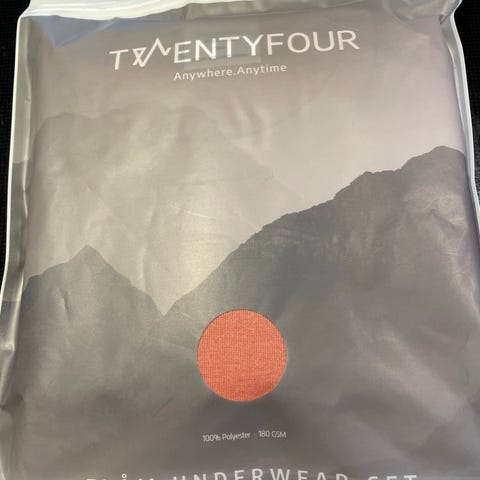 TWENTYFOUR
Anywhere.Anytime
100% Polyester - 180 GSM
UNDERWEAR SET